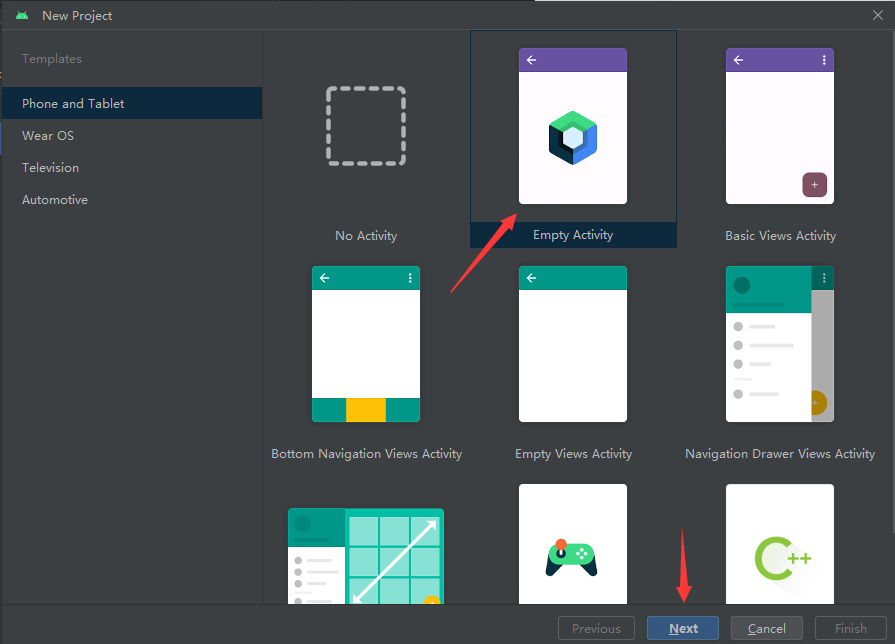 New Project
Templates
Phone and Tablet
Wear OS
Television
Automotive
No Activity
Empty Activity
Basic Views Activity
Bottom Navigation Views Activity
Empty Views Activity
Navigation Drawer Views Activity
C++
Previous
Next
Cancel
Finish